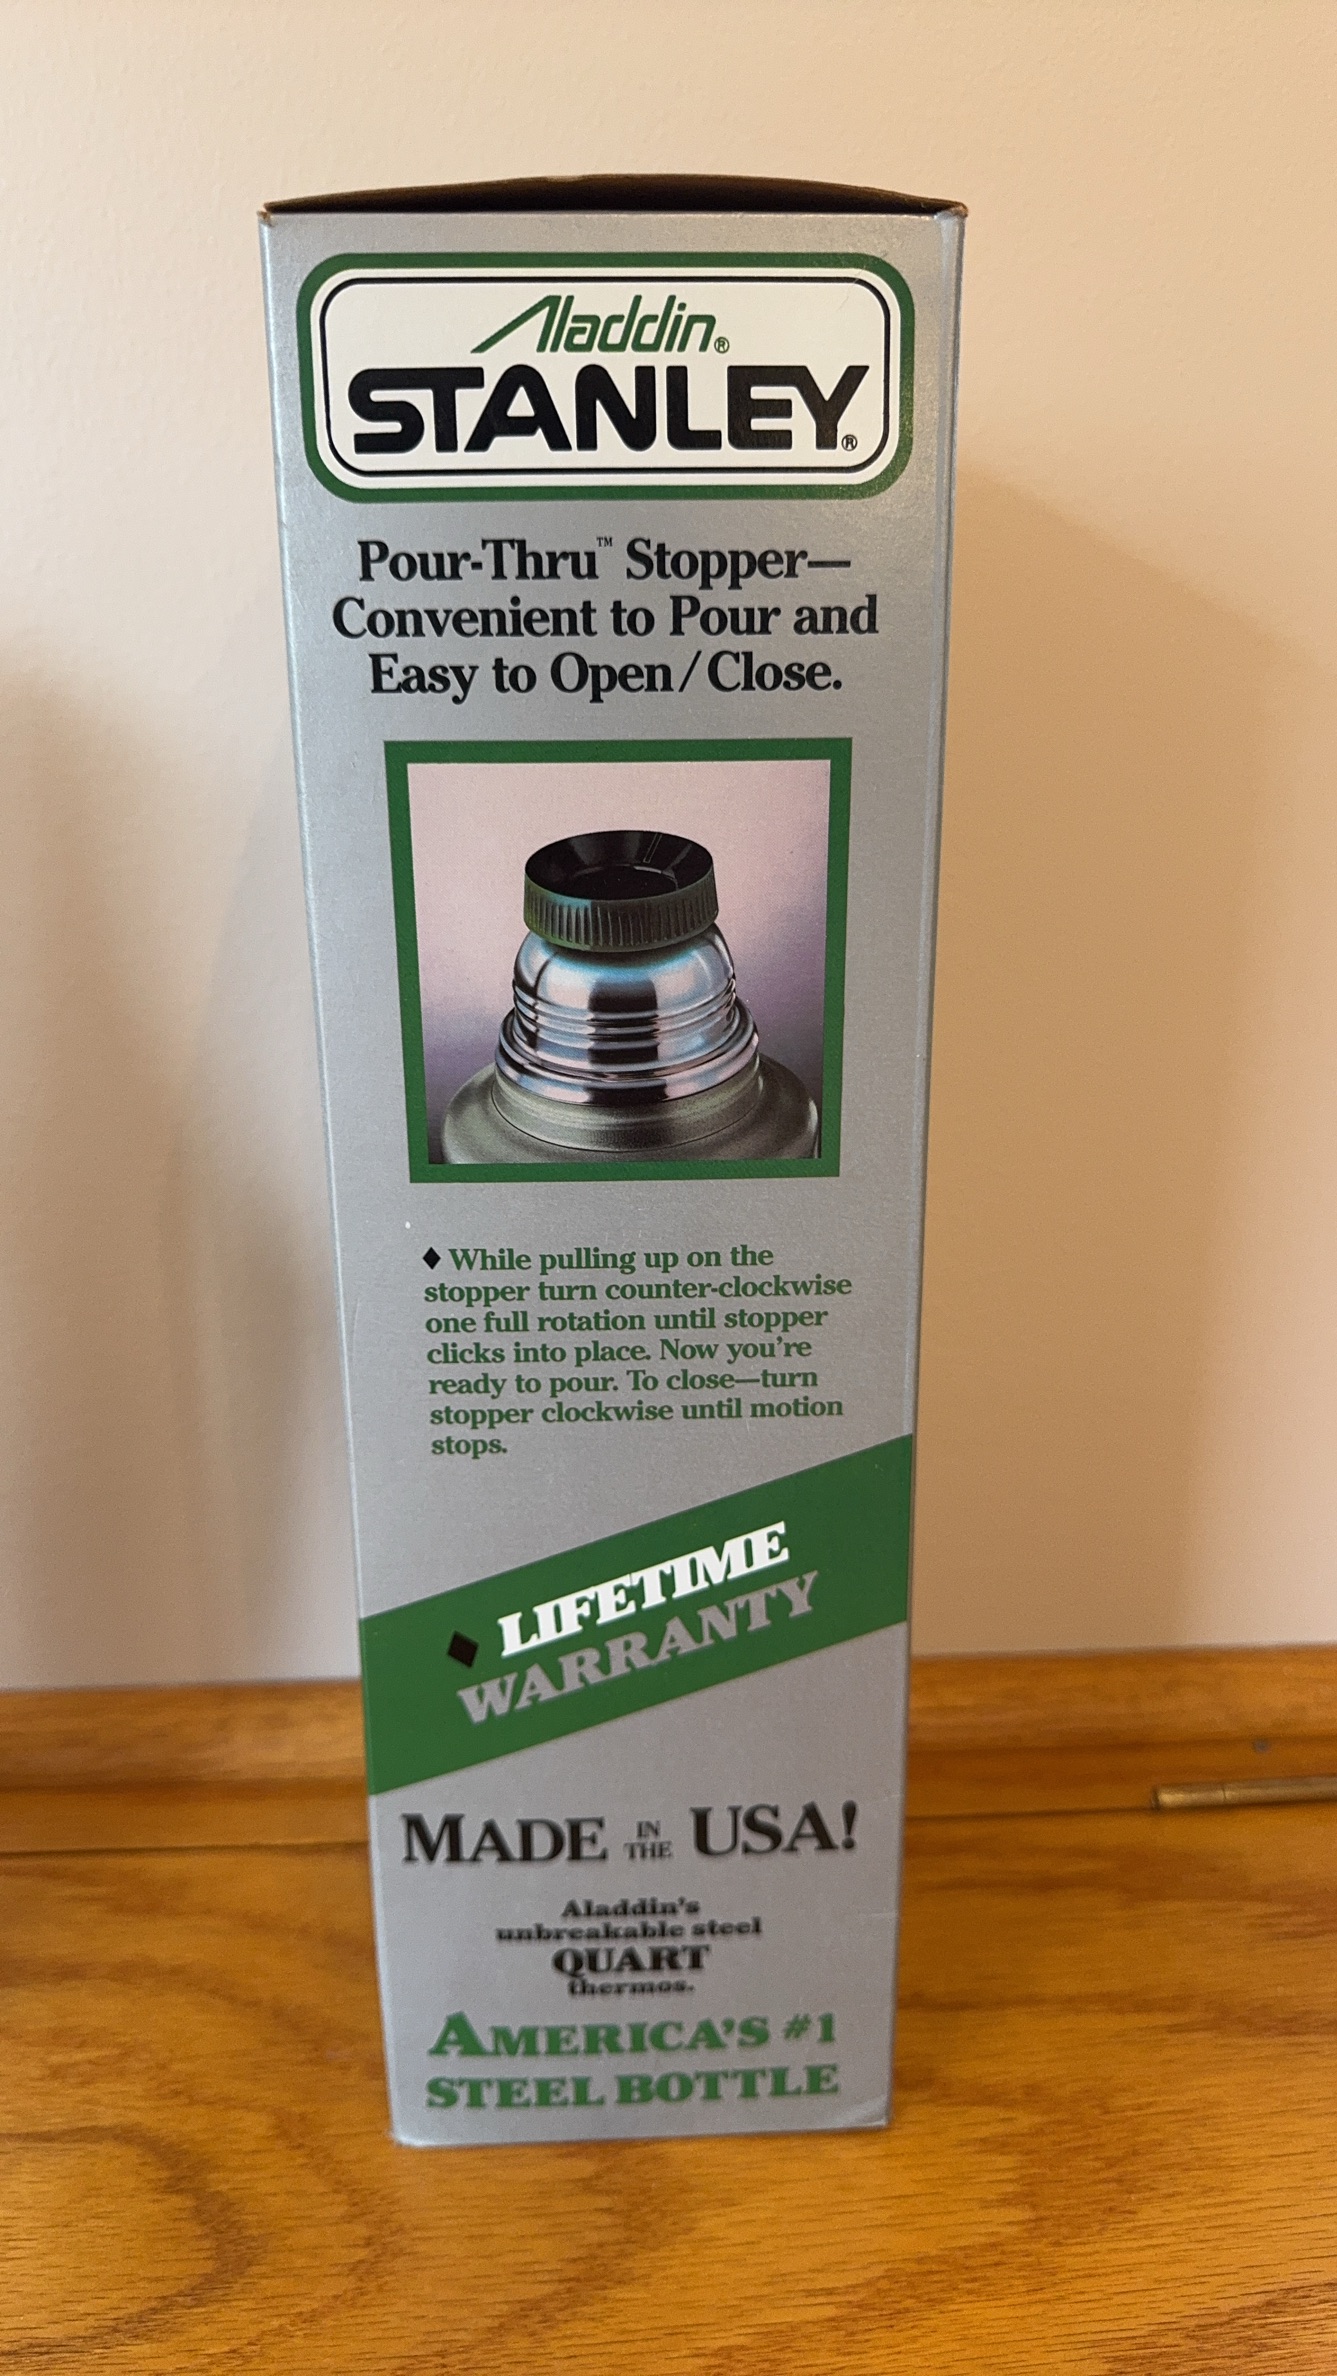 Aladdin®
STANLEY®
Pour-Thru™ Stopper—
Convenient to Pour and
Easy to Open/Close.
♦ While pulling up on the
stopper turn counter-clockwise
one full rotation until stopper
clicks into place. Now you're
ready to pour. To close—turn
stopper clockwise until motion
stops.
♦ LIFETIME
WARRANTY
MADE IN THE USA!
Aladdin's
unbreakable steel
QUART
thermos.
AMERICA'S #1
STEEL BOTTLE